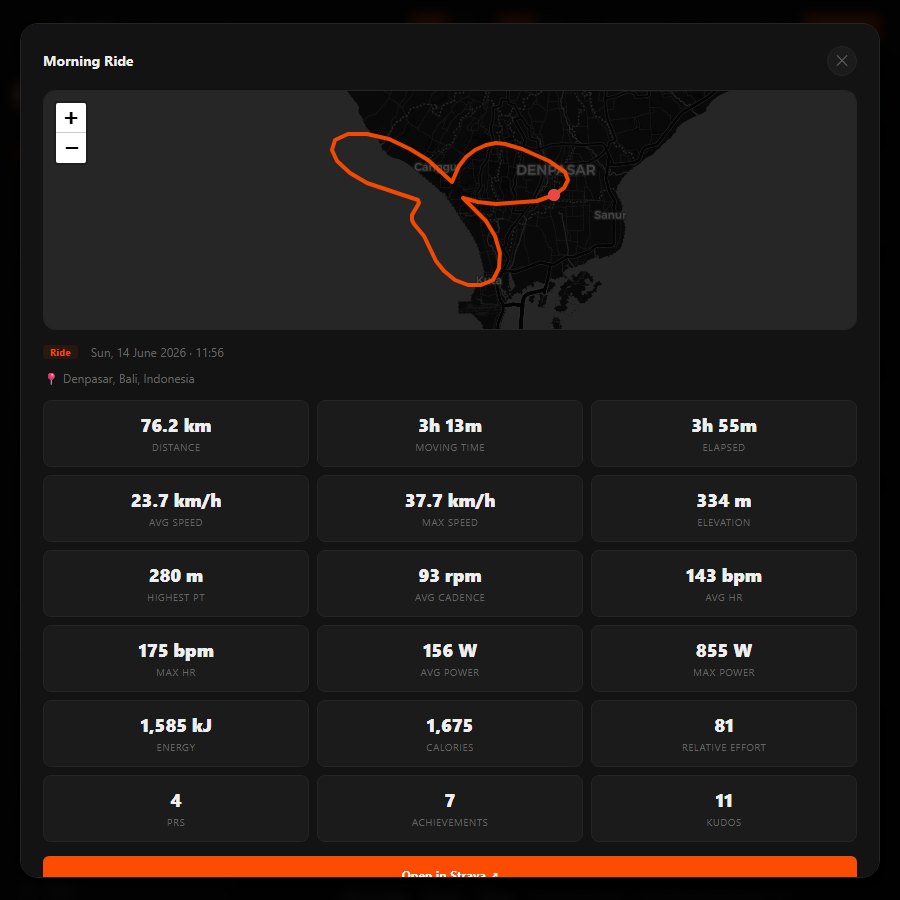 Morning Ride
+
−
Canggu
DENPASAR
Sanur
Kuta
Ride
Sun, 14 June 2026 · 11:56
Denpasar, Bali, Indonesia
76.2 km
DISTANCE
3h 13m
MOVING TIME
3h 55m
ELAPSED
23.7 km/h
AVG SPEED
37.7 km/h
MAX SPEED
334 m
ELEVATION
280 m
HIGHEST PT
93 rpm
AVG CADENCE
143 bpm
AVG HR
175 bpm
MAX HR
156 W
AVG POWER
855 W
MAX POWER
1,585 kJ
ENERGY
1,675
CALORIES
81
RELATIVE EFFORT
4
PRS
7
ACHIEVEMENTS
11
KUDOS
Open in Strava ↗